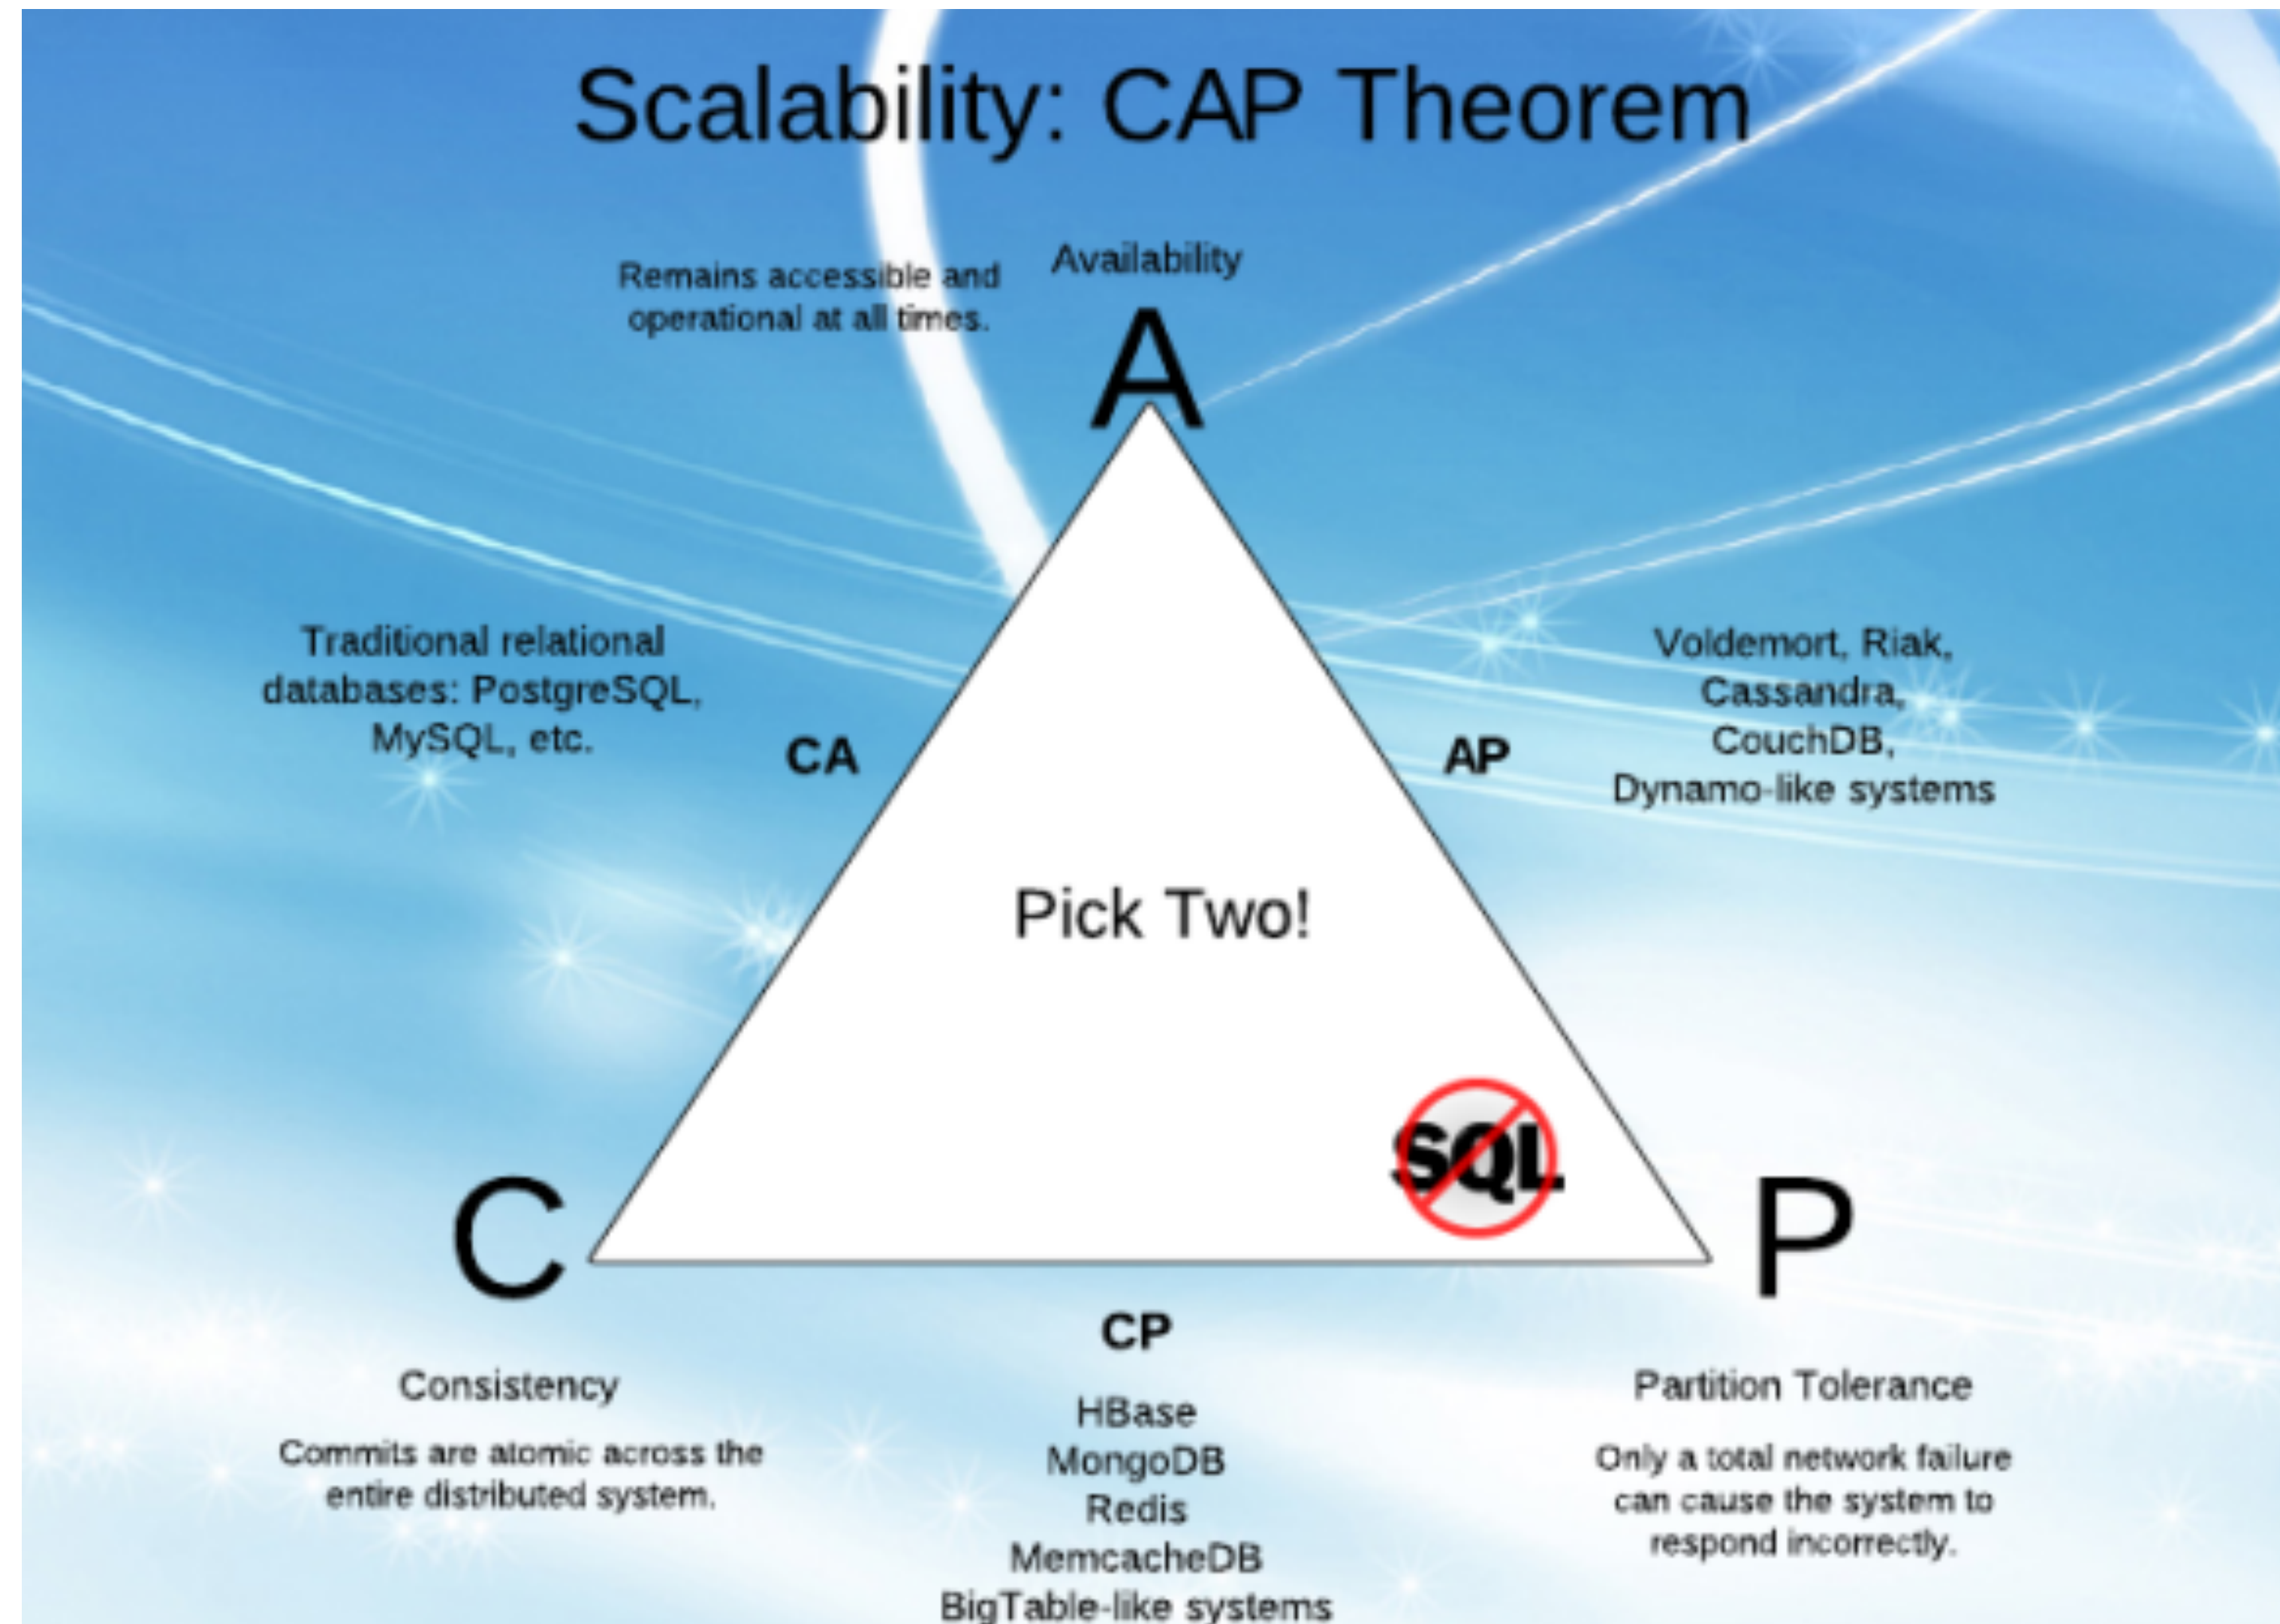 Scalability: CAP Theorem
Availability
Remains accessible and
operational at all times.
A
Traditional relational
databases: PostgreSQL,
MySQL, etc.
CA
AP
Voldemort, Riak,
Cassandra,
CouchDB,
Dynamo-like systems
Pick Two!
SQL
C
P
Consistency
Commits are atomic across the
entire distributed system.
CP
HBase
MongoDB
Redis
MemcacheDB
BigTable-like systems
Partition Tolerance
Only a total network failure
can cause the system to
respond incorrectly.